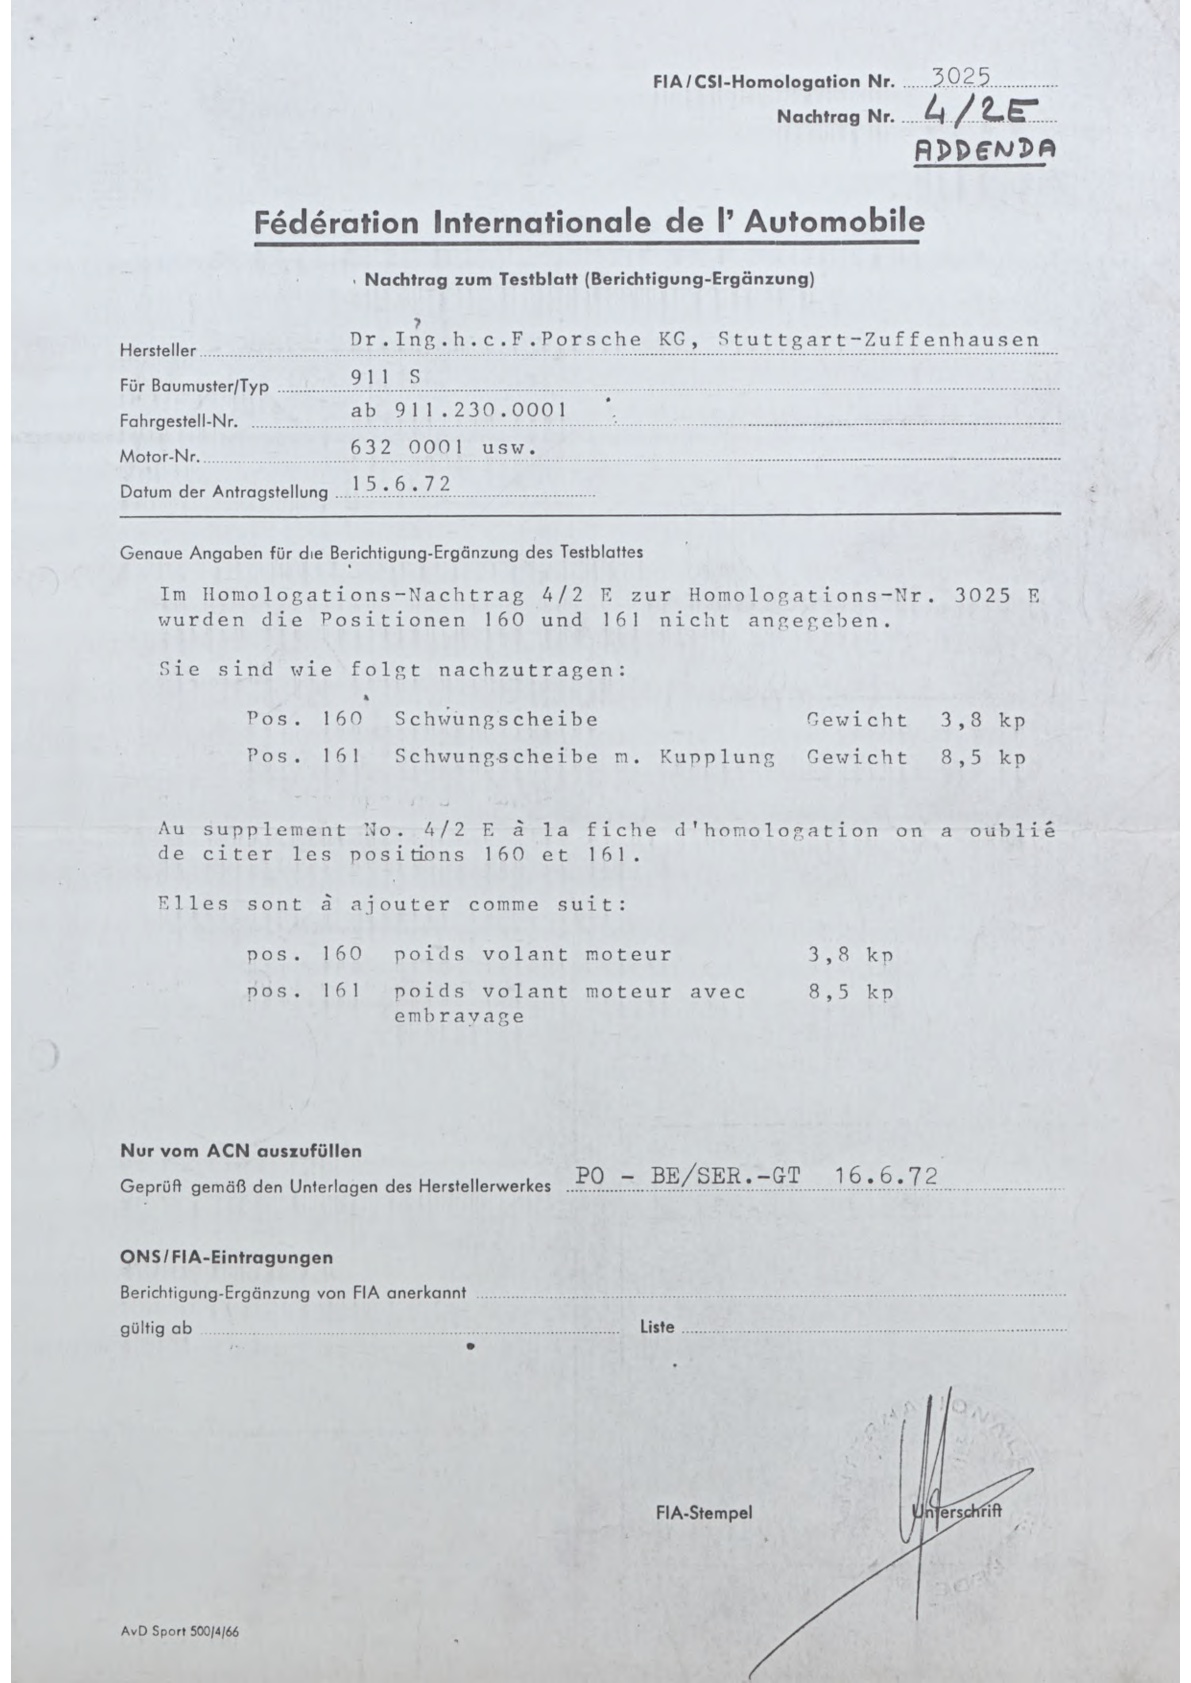 FIA/CSI-Homologation Nr. 3025
Nachtrag Nr. 4/2E
ADDENDA
Fédération Internationale de l' Automobile
Nachtrag zum Testblatt (Berichtigung-Ergänzung)
Hersteller Dr.Ing.h.c.F.Porsche KG, Stuttgart-Zuffenhausen
Für Baumuster/Typ 911 S
Fahrgestell-Nr. ab 911.230.0001
Motor-Nr. 632 0001 usw.
Datum der Antragstellung 15.6.72
Genaue Angaben für die Berichtigung-Ergänzung des Testblattes
Im Homologations-Nachtrag 4/2 E zur Homologations-Nr. 3025 E
wurden die Positionen 160 und 161 nicht angegeben.
Sie sind wie folgt nachzutragen:
Pos. 160 Schwungscheibe Gewicht 3,8 kp
Pos. 161 Schwungscheibe m. Kupplung Gewicht 8,5 kp
Au supplement No. 4/2 E à la fiche d'homologation on a oublié
de citer les positions 160 et 161.
Elles sont à ajouter comme suit:
pos. 160 poids volant moteur 3,8 kp
pos. 161 poids volant moteur avec 8,5 kp
embrayage
Nur vom ACN auszufüllen
Geprüft gemäß den Unterlagen des Herstellerwerkes PO - BE/SER.-GT 16.6.72
ONS/FIA-Eintragungen
Berichtigung-Ergänzung von FIA anerkannt
gültig ab Liste
FIA-Stempel Unterschrift
AvD Sport 500/4/66